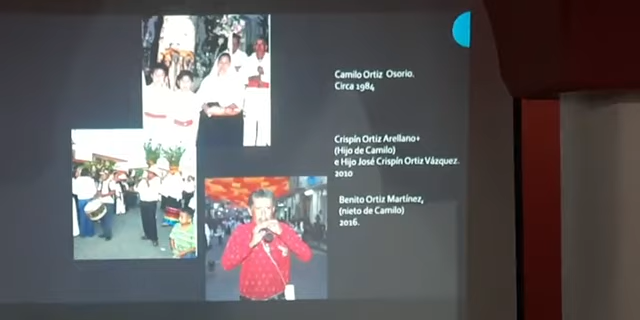 Camilo Ortiz Osorio.
Circa 1984
Crispín Ortiz Arellano+
(Hijo de Camilo)
e Hijo José Crispín Ortiz Vázquez.
2010
Benito Ortiz Martínez,
(nieto de Camilo)
2016.